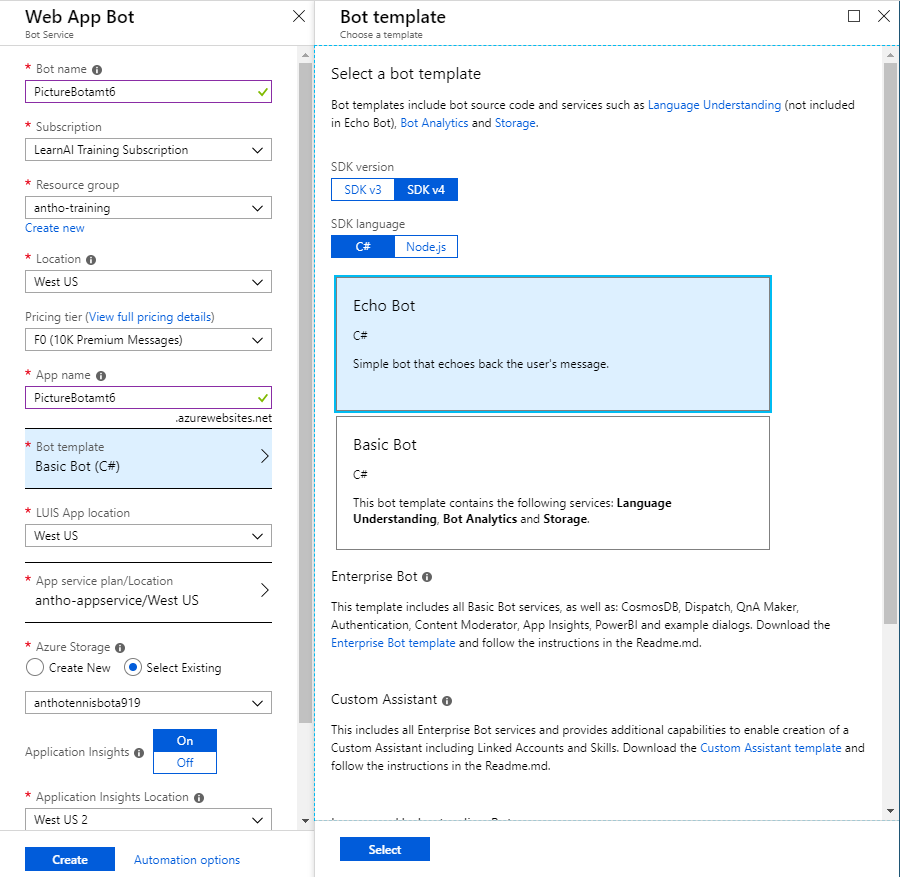 Web App Bot
Bot Service
* Bot name
PictureBotamt6
* Subscription
LearnAI Training Subscription
* Resource group
antho-training
Create new
* Location
West US
Pricing tier (View full pricing details)
F0 (10K Premium Messages)
* App name
PictureBotamt6
.azurewebsites.net
* Bot template
Basic Bot (C#)
* LUIS App location
West US
* App service plan/Location
antho-appservice/West US
* Azure Storage
Create New Select Existing
anthotennisbota919
Application Insights
On
Off
* Application Insights Location
West US 2
Create Automation options
Bot template
Choose a template
Select a bot template
Bot templates include bot source code and services such as Language Understanding (not included
in Echo Bot), Bot Analytics and Storage.
SDK version
SDK v3 SDK v4
SDK language
C# Node.js
Echo Bot
C#
Simple bot that echoes back the user's message.
Basic Bot
C#
This bot template contains the following services: Language
Understanding, Bot Analytics and Storage.
Enterprise Bot
This template includes all Basic Bot services, as well as: CosmosDB, Dispatch, QnA Maker,
Authentication, Content Moderator, App Insights, PowerBI and example dialogs. Download the
Enterprise Bot template and follow the instructions in the Readme.md.
Custom Assistant
This includes all Enterprise Bot services and provides additional capabilities to enable creation of a
Custom Assistant including Linked Accounts and Skills. Download the Custom Assistant template and
follow the instructions in the Readme.md.
Select